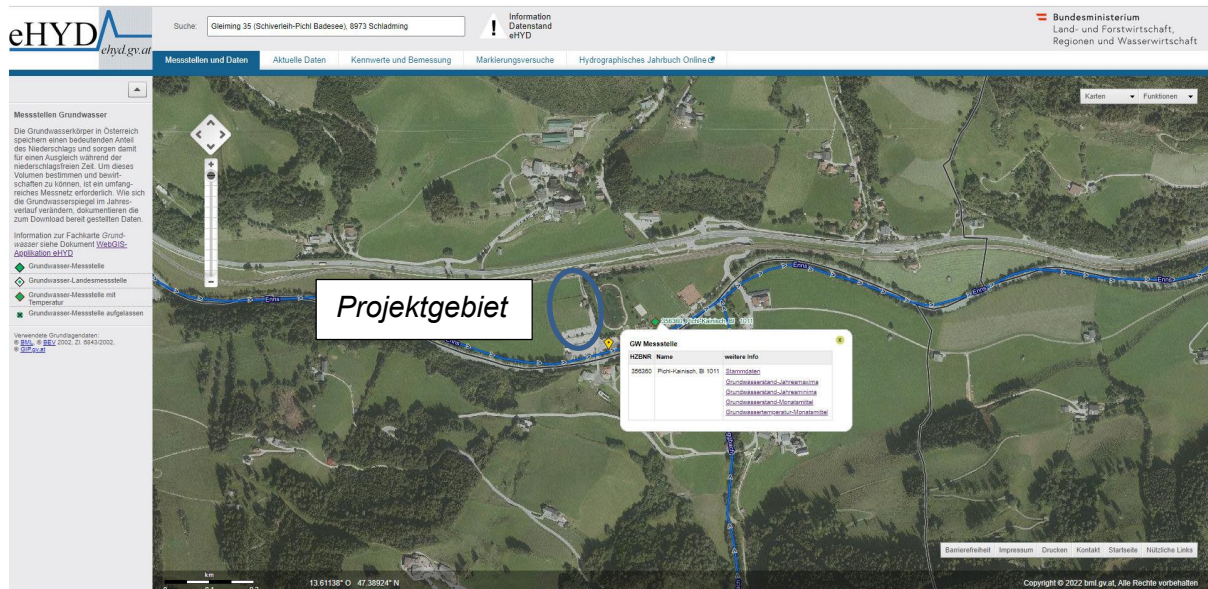 eHYD
ehyd.gv.at
Suche: Gleiming 35 (Schiverleih-Pichl Badesee), 8973 Schladming
!
Information
Datenstand
eHYD
Bundesministerium
Land- und Forstwirtschaft,
Regionen und Wasserwirtschaft
Messstellen und Daten Aktuelle Daten Kennwerte und Bemessung Markierungsversuche Hydrographisches Jahrbuch Online
Karten Funktionen
Messstellen Grundwasser
Die Grundwasserkörper in Österreich
speichern einen bedeutenden Anteil
des Niederschlags und sorgen damit
für einen Ausgleich während der
niederschlagsfreien Zeit. Um dieses
Volumen bestimmen und bewirt-
schaften zu können, ist ein umfang-
reiches Messnetz erforderlich. Wie sich
die Grundwasserspiegel im Jahres-
verlauf verändern, dokumentieren die
zum Download bereit gestellten Daten.
Information zur Fachkarte Grund-
wasser siehe Dokument WebGIS-
Applikation eHYD
Grundwasser-Messstelle
Grundwasser-Landesmessstelle
Grundwasser-Messstelle mit
Temperatur
Grundwasser-Messstelle aufgelassen
Verwendete Grundlagendaten:
© BML, © BEV 2002, Zl. 6843/2002,
© GIP.gv.at
+
-
Enns
Enns
Enns
Enns
Projektgebiet
356360, Pichl-Kainisch, Bl 1011
GW Messstelle
x
HZBNR Name weitere Info
356360 Pichl-Kainisch, Bl 1011 Stammdaten
Grundwasserstand-Jahresmaxima
Grundwasserstand-Jahresminima
Grundwasserstand-Monatsmittel
Grundwassertemperatur-Monatsmittel
Barrierefreiheit Impressum Drucken Kontakt Startseite Nützliche Links
km
13.61138° O 47.38924° N
Copyright © 2022 bml.gv.at, Alle Rechte vorbehalten